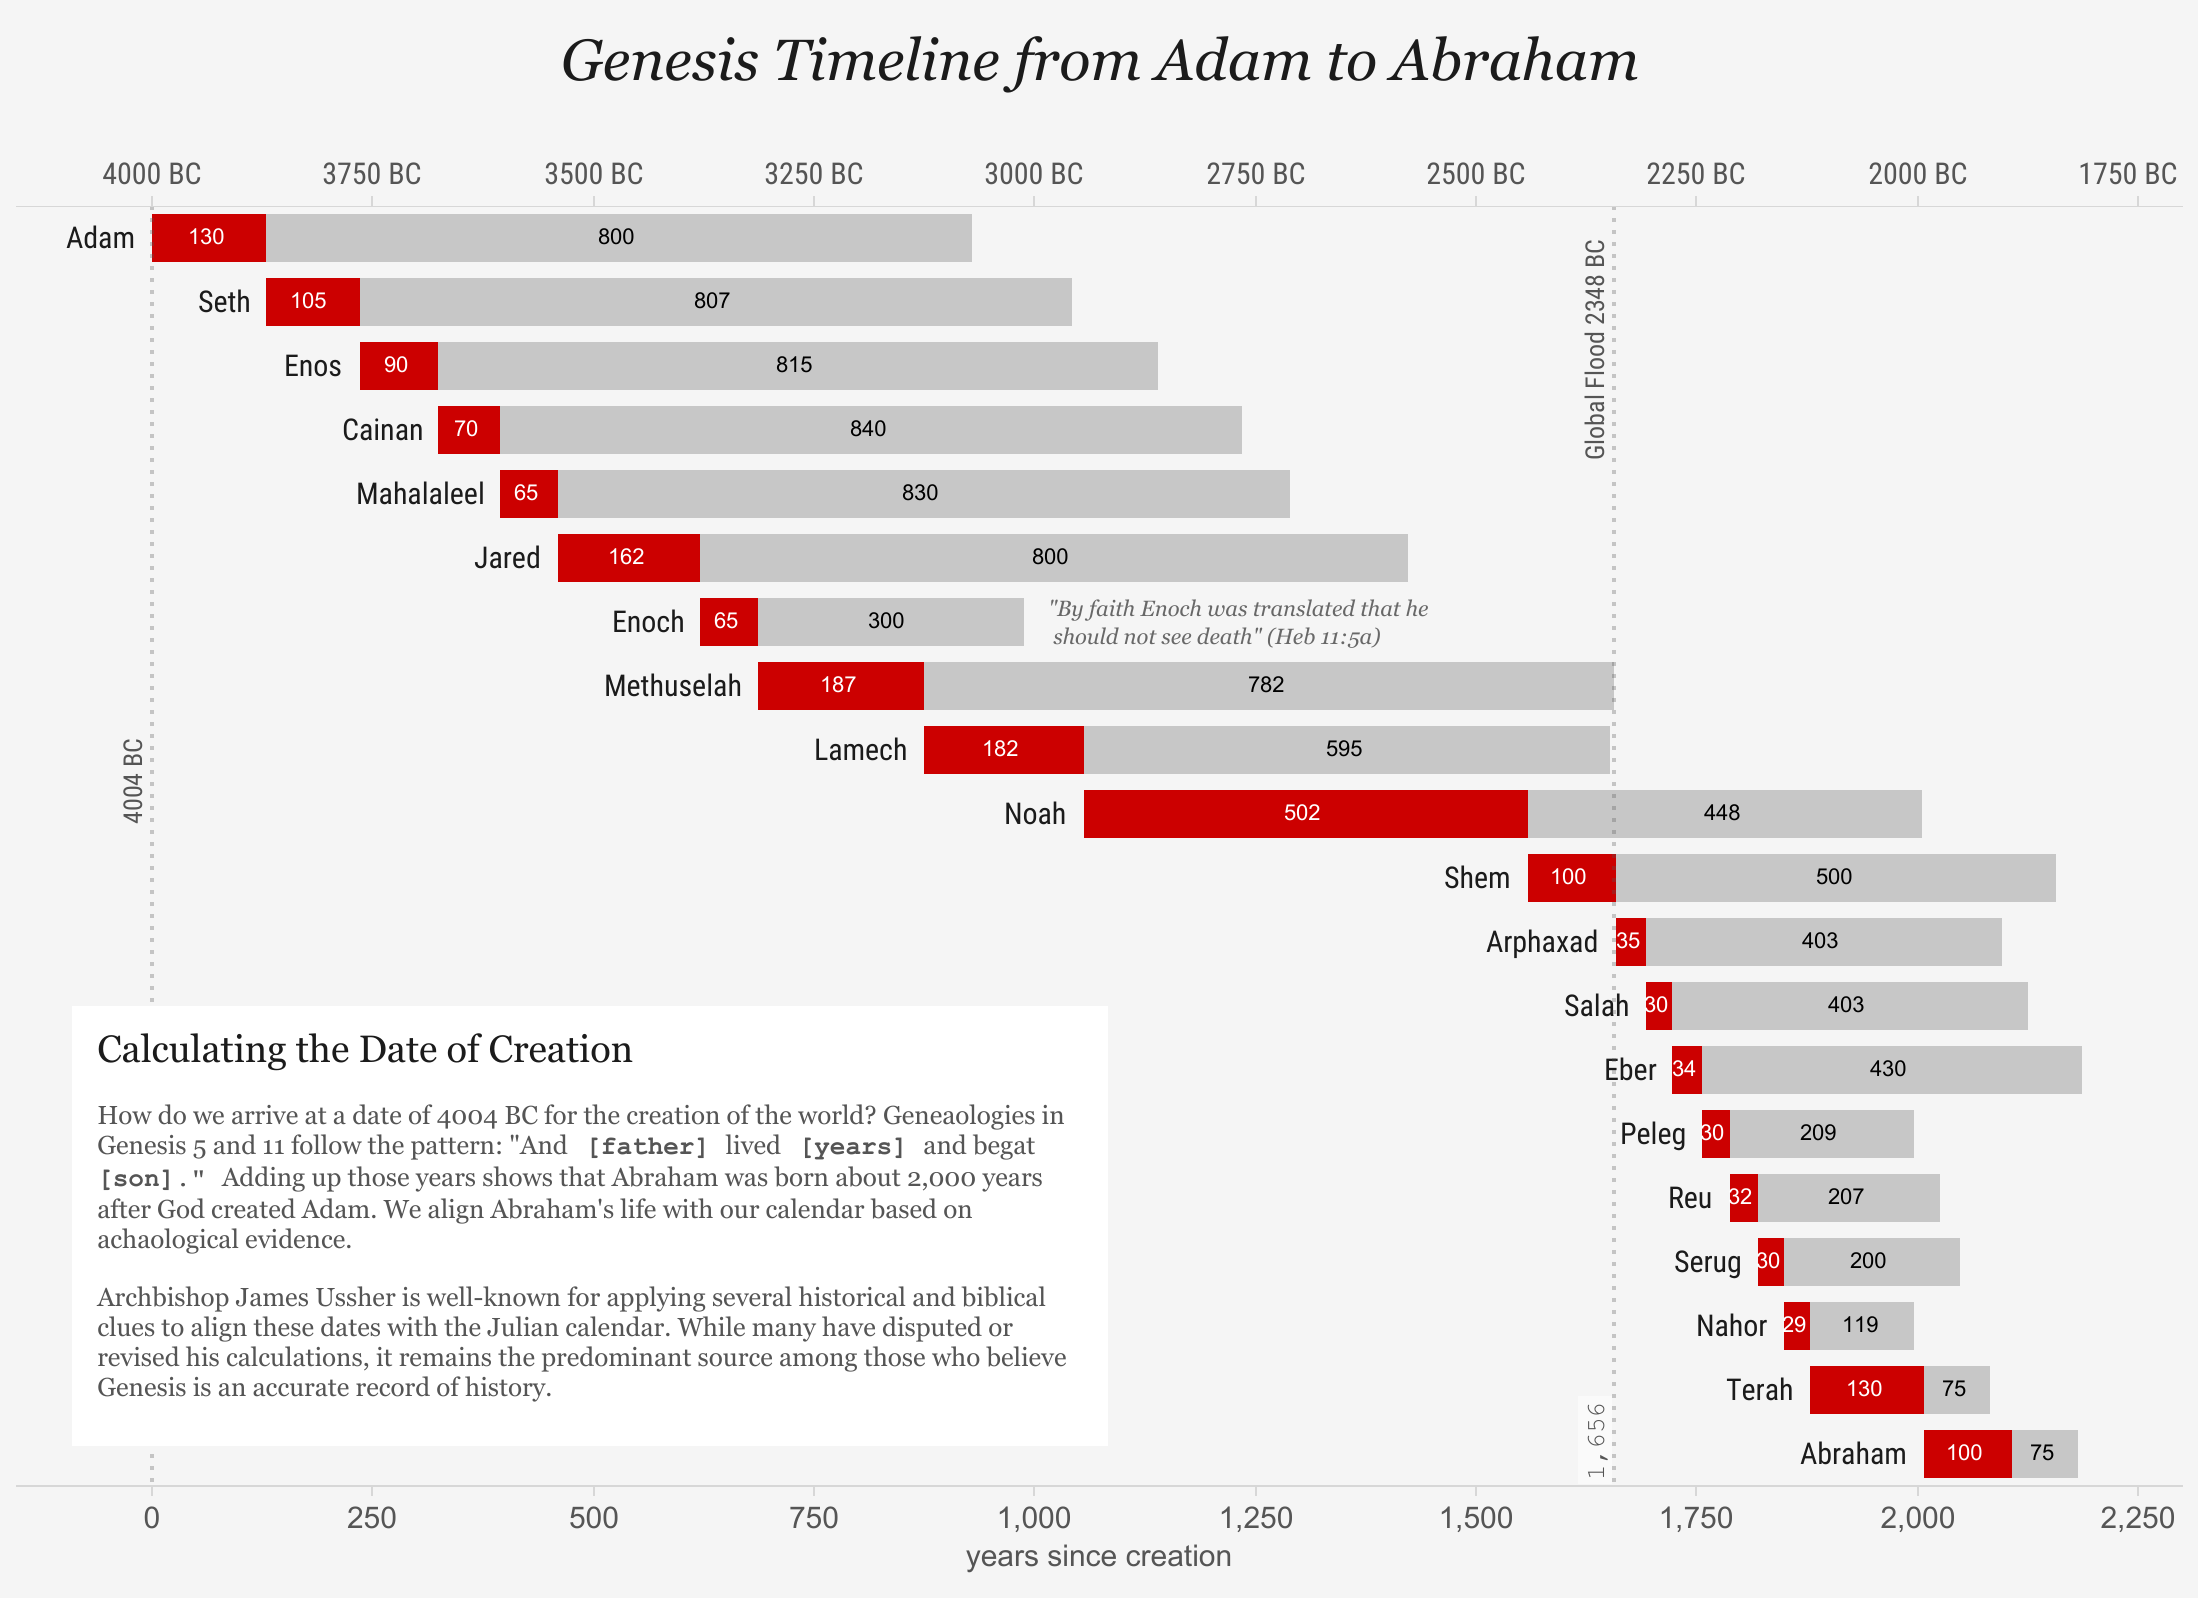 Genesis Timeline from Adam to Abraham
4000 BC 3750 BC 3500 BC 3250 BC 3000 BC 2750 BC 2500 BC 2250 BC 2000 BC 1750 BC
Adam 130 800
Seth 105 807
Enos 90 815
Cainan 70 840
Global Flood 2348 BC
Mahalaleel 65 830
Jared 162 800
Enoch 65 300
"By faith Enoch was translated that he
should not see death" (Heb 11:5a)
Methuselah 187 782
Lamech 182 595
4004 BC
Noah 502 448
Shem 100 500
Arphaxad 35 403
Salah 30 403
Eber 34 430
Peleg 30 209
Reu 32 207
Serug 30 200
Nahor 29 119
Terah 130 75
Abraham 100 75
1,656
Calculating the Date of Creation
How do we arrive at a date of 4004 BC for the creation of the world? Geneaologies in
Genesis 5 and 11 follow the pattern: "And [father] lived [years] and begat
[son]." Adding up those years shows that Abraham was born about 2,000 years
after God created Adam. We align Abraham's life with our calendar based on
achaological evidence.
Archbishop James Ussher is well-known for applying several historical and biblical
clues to align these dates with the Julian calendar. While many have disputed or
revised his calculations, it remains the predominant source among those who believe
Genesis is an accurate record of history.
0 250 500 750 1,000 1,250 1,500 1,750 2,000 2,250
years since creation